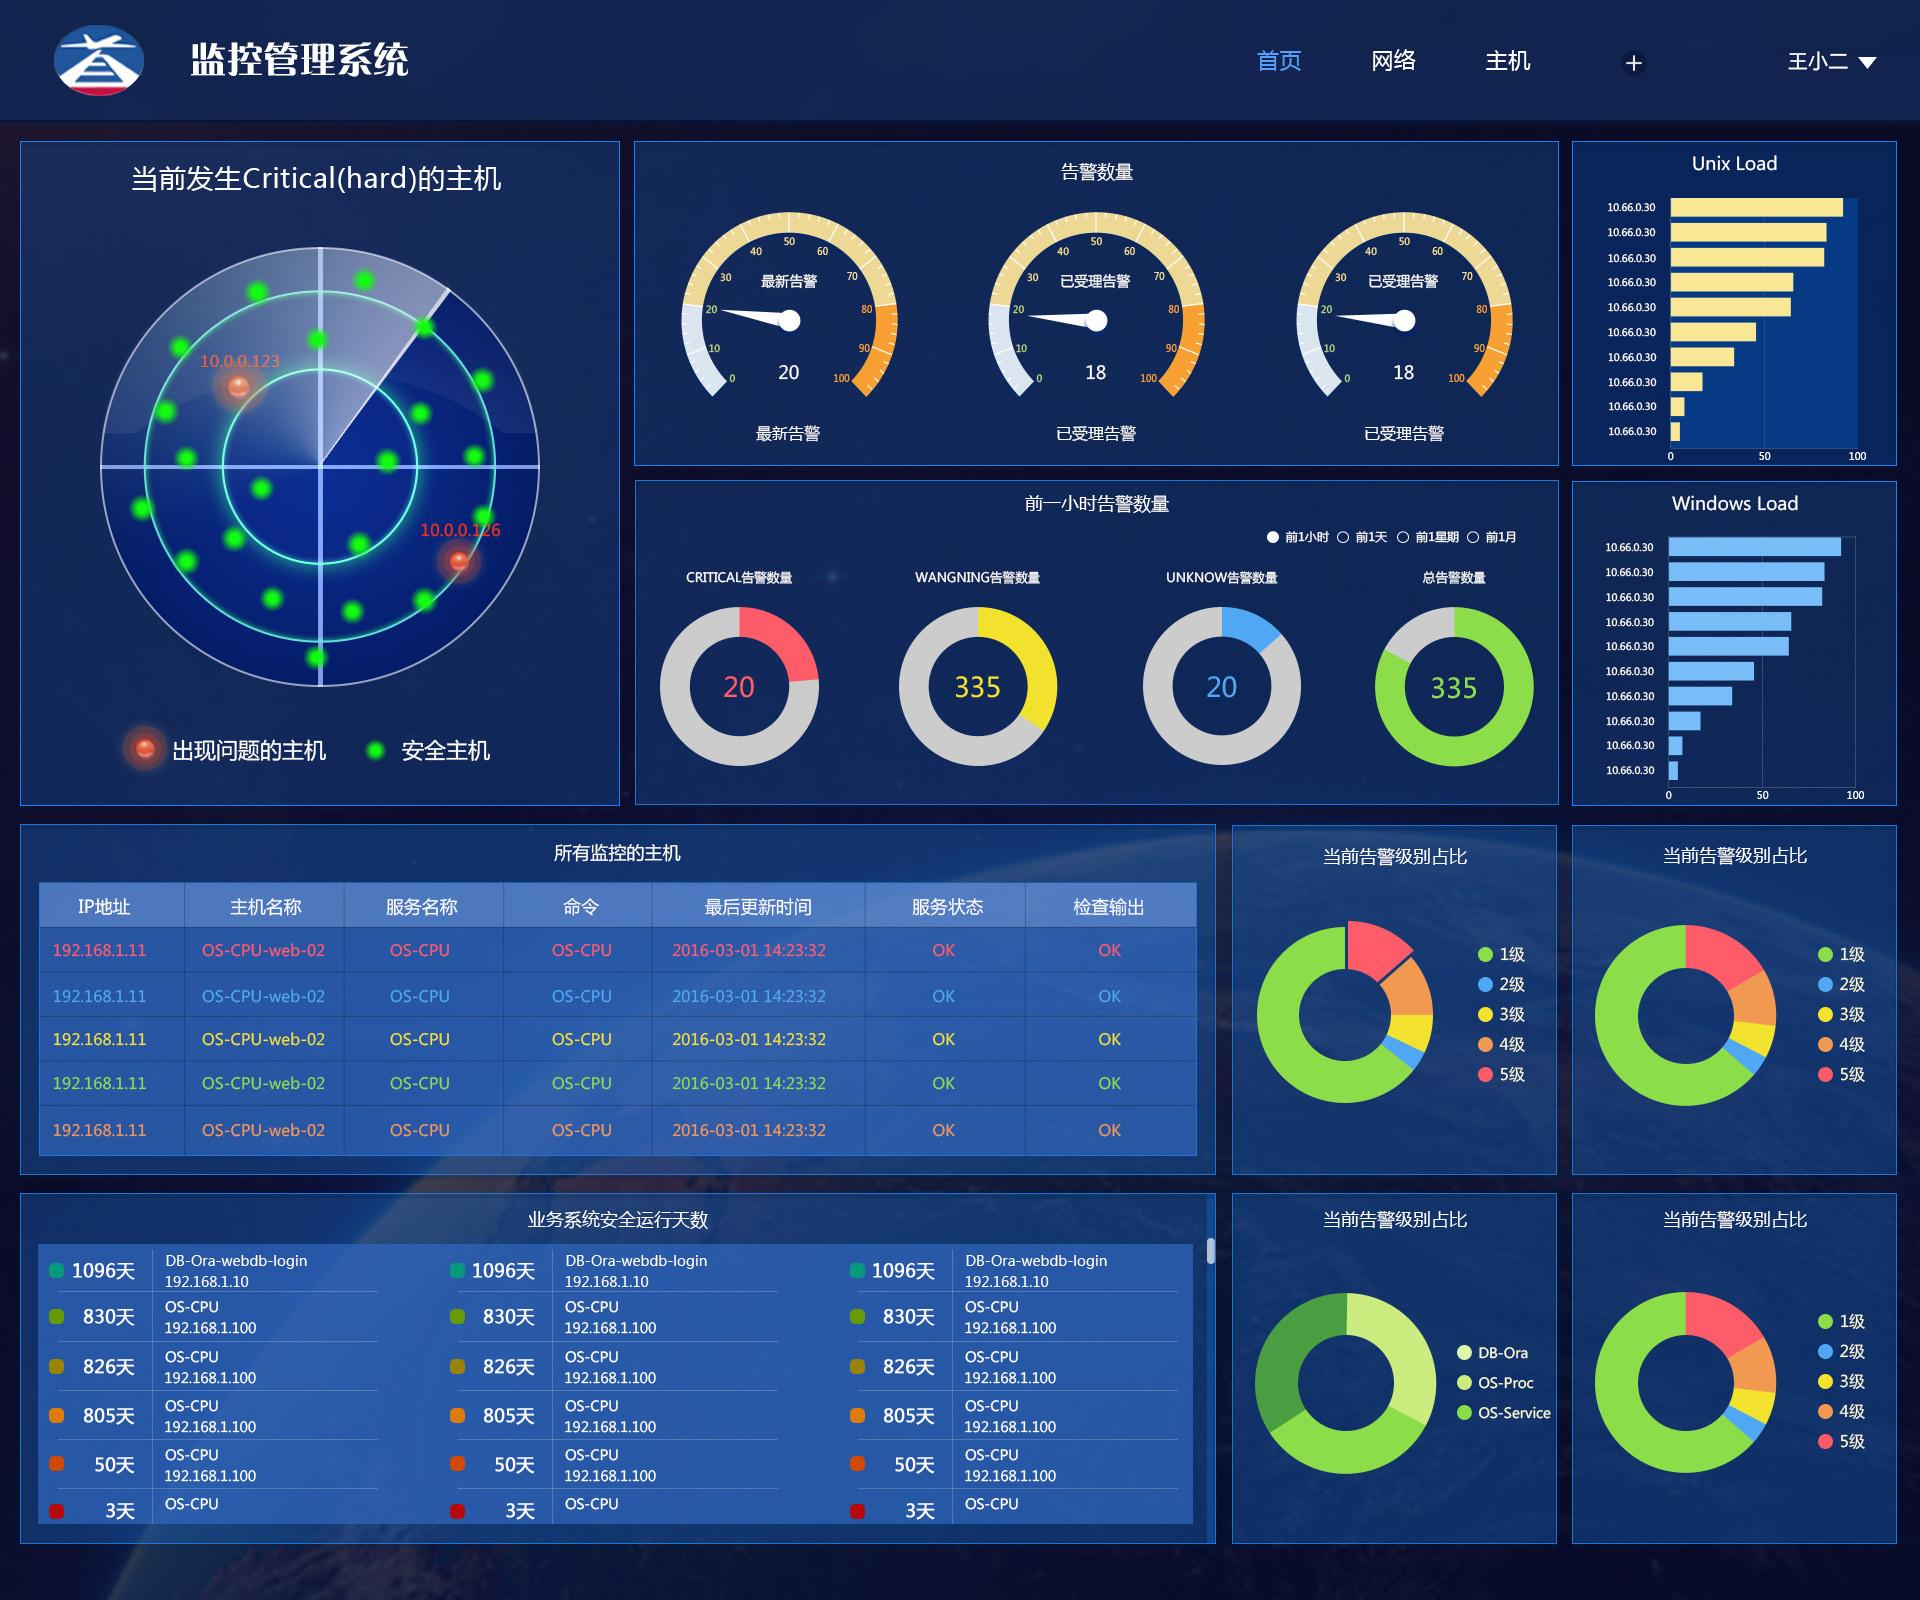 监控管理系统
首页 网络 主机 + 王小二
当前发生Critical(hard)的主机
10.0.0.123
10.0.0.126
出现问题的主机 安全主机
告警数量
0 10 20 30 40 50 60 70 80 90 100
最新告警
20
最新告警
0 10 20 30 40 50 60 70 80 90 100
已受理告警
18
已受理告警
0 10 20 30 40 50 60 70 80 90 100
已受理告警
18
已受理告警
Unix Load
10.66.0.30
10.66.0.30
10.66.0.30
10.66.0.30
10.66.0.30
10.66.0.30
10.66.0.30
10.66.0.30
10.66.0.30
10.66.0.30
0 50 100
前一小时告警数量
前1小时 前1天 前1星期 前1月
CRITICAL告警数量 WANGNING告警数量 UNKNOW告警数量 总告警数量
20 335 20 335
Windows Load
10.66.0.30
10.66.0.30
10.66.0.30
10.66.0.30
10.66.0.30
10.66.0.30
10.66.0.30
10.66.0.30
10.66.0.30
10.66.0.30
0 50 100
所有监控的主机
IP地址 主机名称 服务名称 命令 最后更新时间 服务状态 检查输出
192.168.1.11 OS-CPU-web-02 OS-CPU OS-CPU 2016-03-01 14:23:32 OK OK
192.168.1.11 OS-CPU-web-02 OS-CPU OS-CPU 2016-03-01 14:23:32 OK OK
192.168.1.11 OS-CPU-web-02 OS-CPU OS-CPU 2016-03-01 14:23:32 OK OK
192.168.1.11 OS-CPU-web-02 OS-CPU OS-CPU 2016-03-01 14:23:32 OK OK
192.168.1.11 OS-CPU-web-02 OS-CPU OS-CPU 2016-03-01 14:23:32 OK OK
当前告警级别占比
1级
2级
3级
4级
5级
当前告警级别占比
1级
2级
3级
4级
5级
业务系统安全运行天数
1096天 DB-Ora-webdb-login 1096天 DB-Ora-webdb-login 1096天 DB-Ora-webdb-login
192.168.1.10 192.168.1.10 192.168.1.10
830天 OS-CPU 830天 OS-CPU 830天 OS-CPU
192.168.1.100 192.168.1.100 192.168.1.100
826天 OS-CPU 826天 OS-CPU 826天 OS-CPU
192.168.1.100 192.168.1.100 192.168.1.100
805天 OS-CPU 805天 OS-CPU 805天 OS-CPU
192.168.1.100 192.168.1.100 192.168.1.100
50天 OS-CPU 50天 OS-CPU 50天 OS-CPU
192.168.1.100 192.168.1.100 192.168.1.100
3天 OS-CPU 3天 OS-CPU 3天 OS-CPU
当前告警级别占比
DB-Ora
OS-Proc
OS-Service
当前告警级别占比
1级
2级
3级
4级
5级